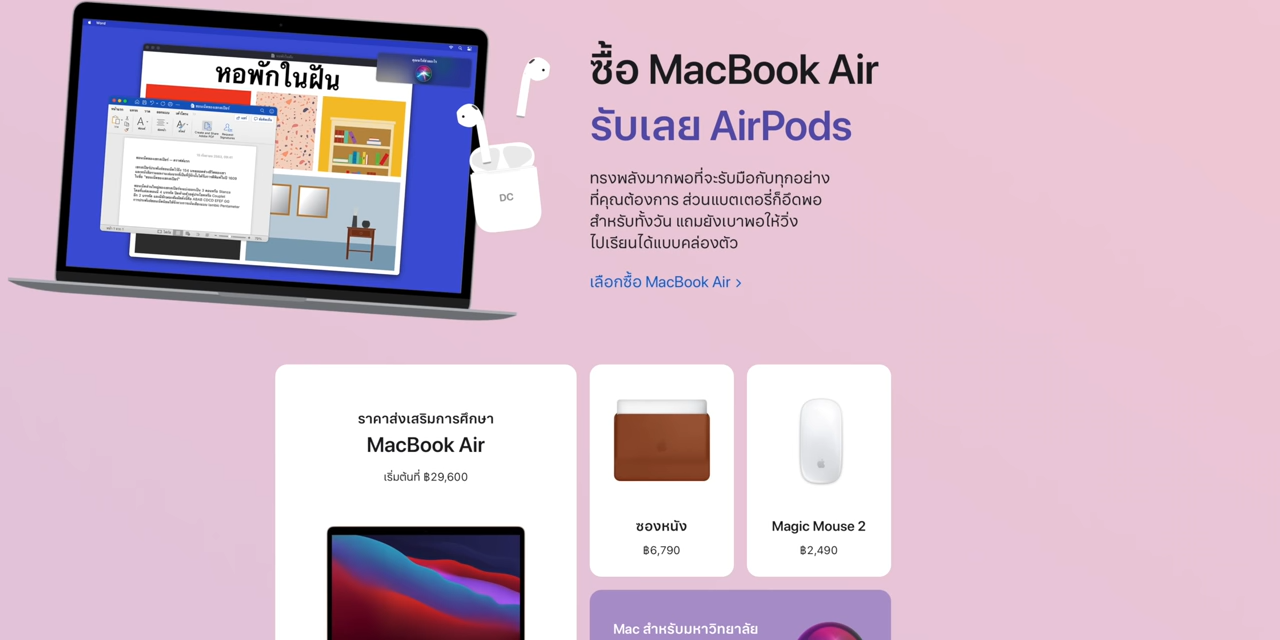 Word
หอพักในฝัน
ซื้อ MacBook Air
รับเลย AirPods
DC
ทรงพลังมากพอที่จะรับมือกับทุกอย่าง
ที่คุณต้องการ ส่วนแบตเตอรี่ก็อึดพอ
สำหรับทั้งวัน แถมยังเบาพอให้วิ่ง
ไปเรียนได้แบบคล่องตัว
เลือกซื้อ MacBook Air >
ราคาส่งเสริมการศึกษา
MacBook Air
เริ่มต้นที่ ฿29,600
ซองหนัง
฿6,790
Magic Mouse 2
฿2,490
Mac สำหรับมหาวิทยาลัย